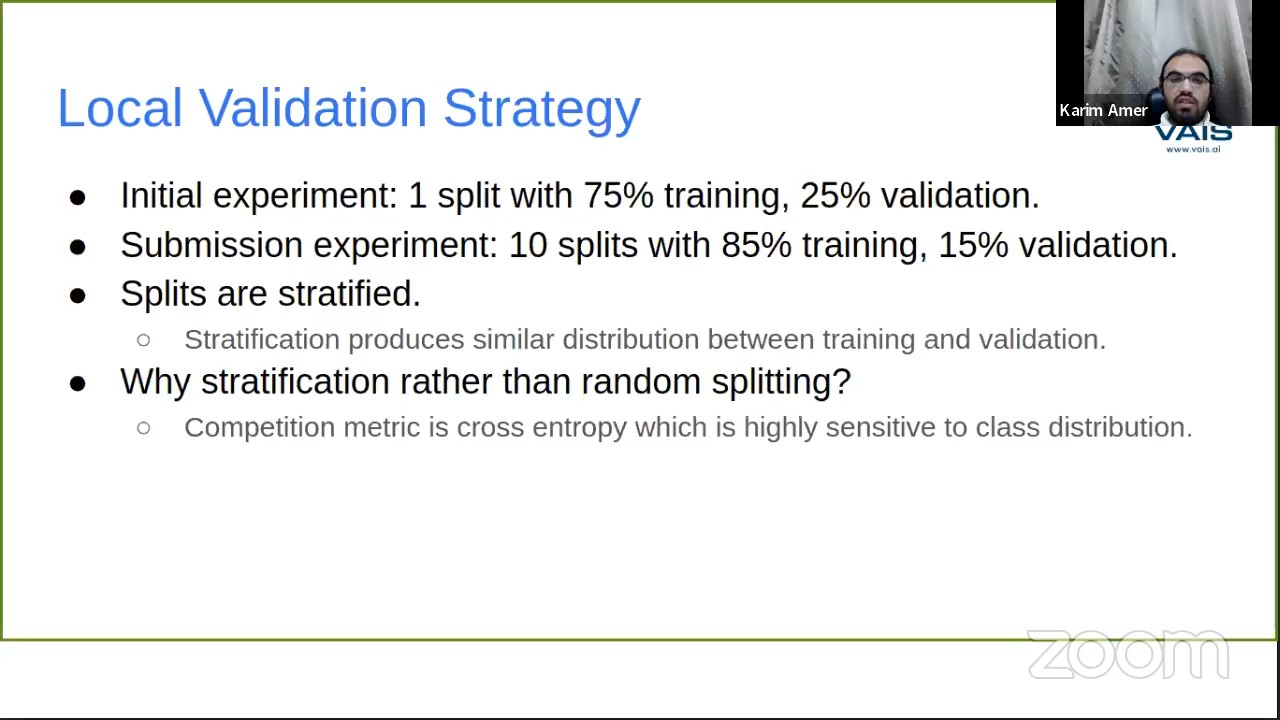 Local Validation Strategy
Karim Amer
VAIS
www.vais.ai
● Initial experiment: 1 split with 75% training, 25% validation.
● Submission experiment: 10 splits with 85% training, 15% validation.
● Splits are stratified.
○ Stratification produces similar distribution between training and validation.
● Why stratification rather than random splitting?
○ Competition metric is cross entropy which is highly sensitive to class distribution.
zoom